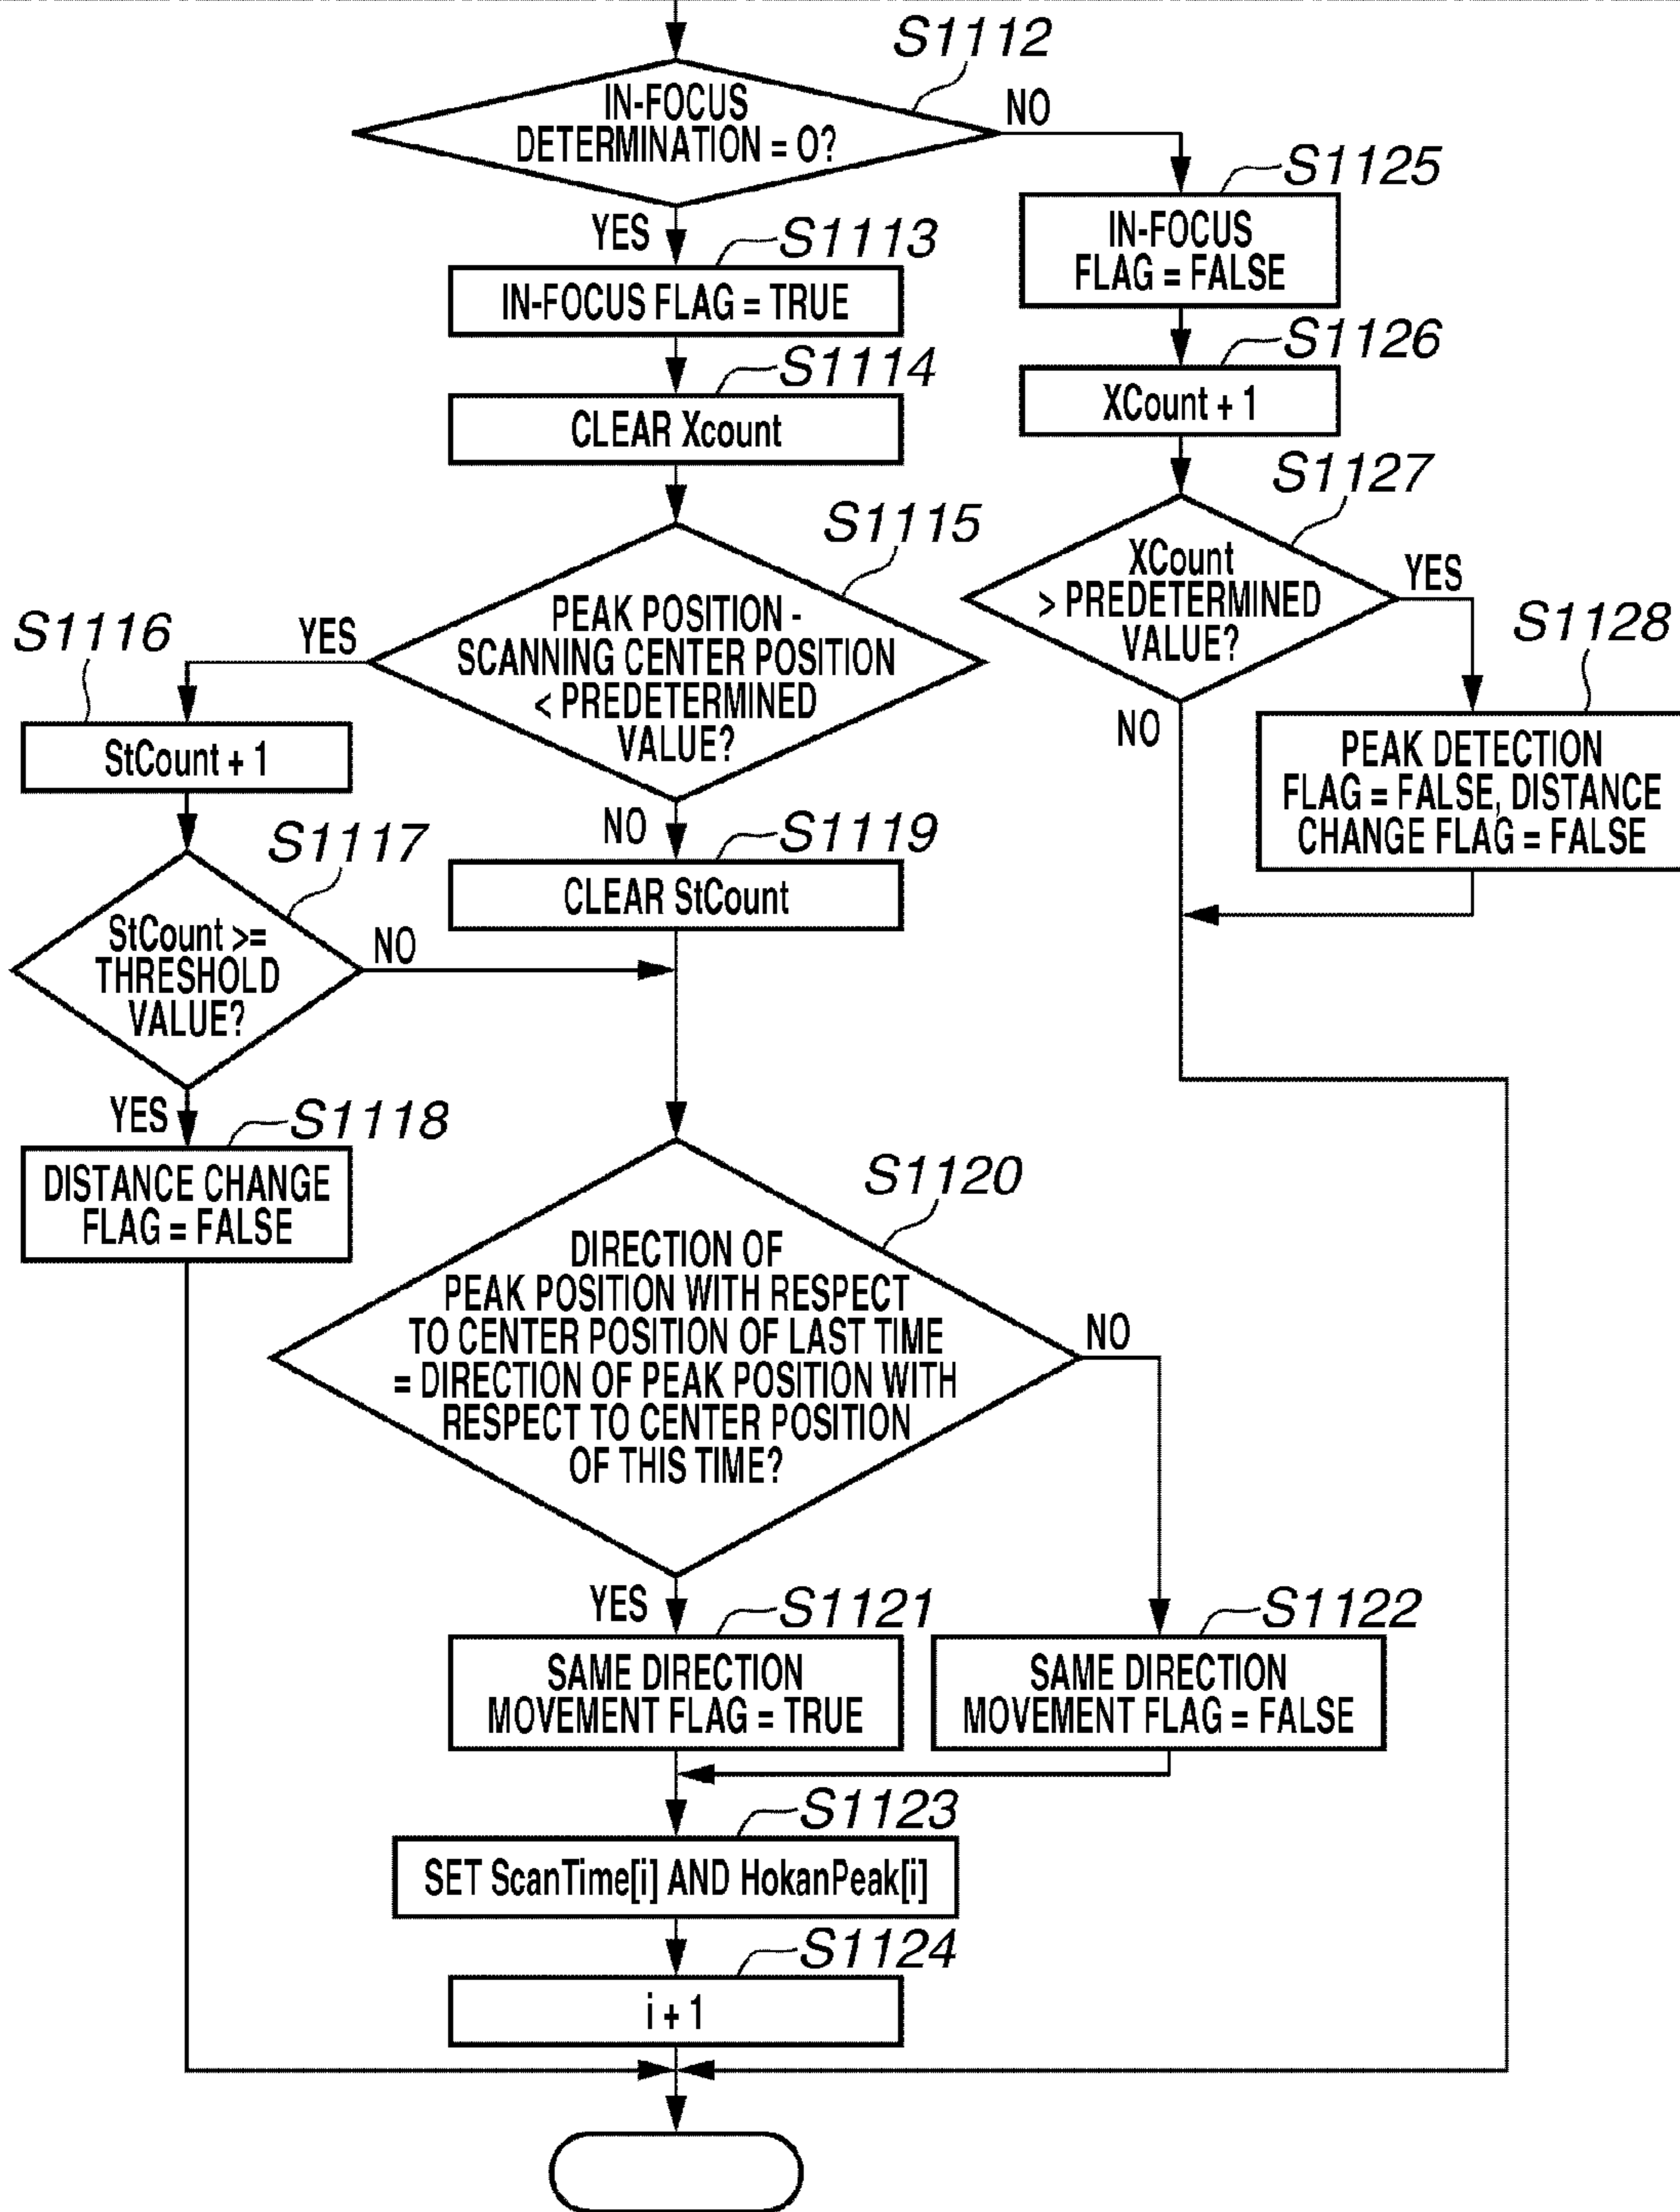 S1112
IN-FOCUS
DETERMINATION = O?
NO
YES
S1125
IN-FOCUS
FLAG = FALSE
S1113
IN-FOCUS FLAG = TRUE
S1126
XCount + 1
S1114
CLEAR Xcount
S1127
XCount
> PREDETERMINED
VALUE?
YES
NO
S1128
PEAK DETECTION
FLAG = FALSE, DISTANCE
CHANGE FLAG = FALSE
S1115
PEAK POSITION -
SCANNING CENTER POSITION
< PREDETERMINED
VALUE?
YES
NO
S1116
StCount + 1
S1119
CLEAR StCount
S1117
StCount >=
THRESHOLD
VALUE?
NO
YES
S1118
DISTANCE CHANGE
FLAG = FALSE
S1120
DIRECTION OF
PEAK POSITION WITH RESPECT
TO CENTER POSITION OF LAST TIME
= DIRECTION OF PEAK POSITION WITH
RESPECT TO CENTER POSITION
OF THIS TIME?
NO
YES
S1121
SAME DIRECTION
MOVEMENT FLAG = TRUE
S1122
SAME DIRECTION
MOVEMENT FLAG = FALSE
S1123
SET ScanTime[i] AND HokanPeak[i]
S1124
i + 1